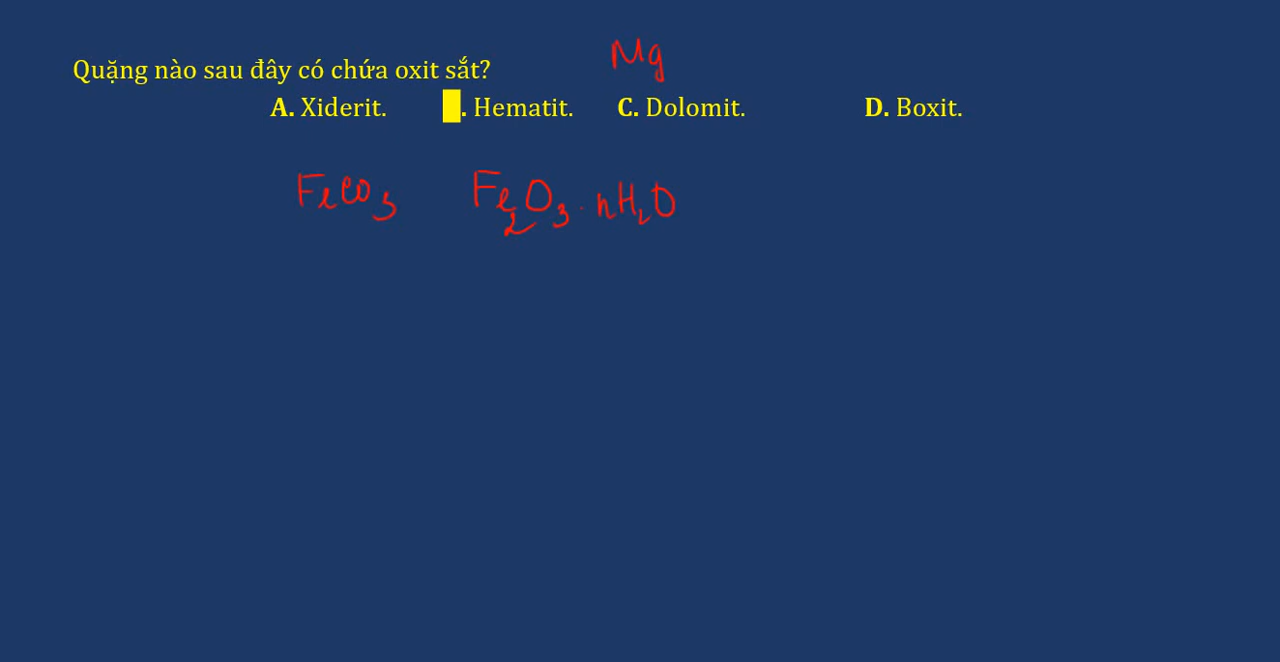 Mg
Quặng nào sau đây có chứa oxit sắt?
A. Xiderit. . Hematit. C. Dolomit. D. Boxit.
FeCO3 Fe2O3.nH2O